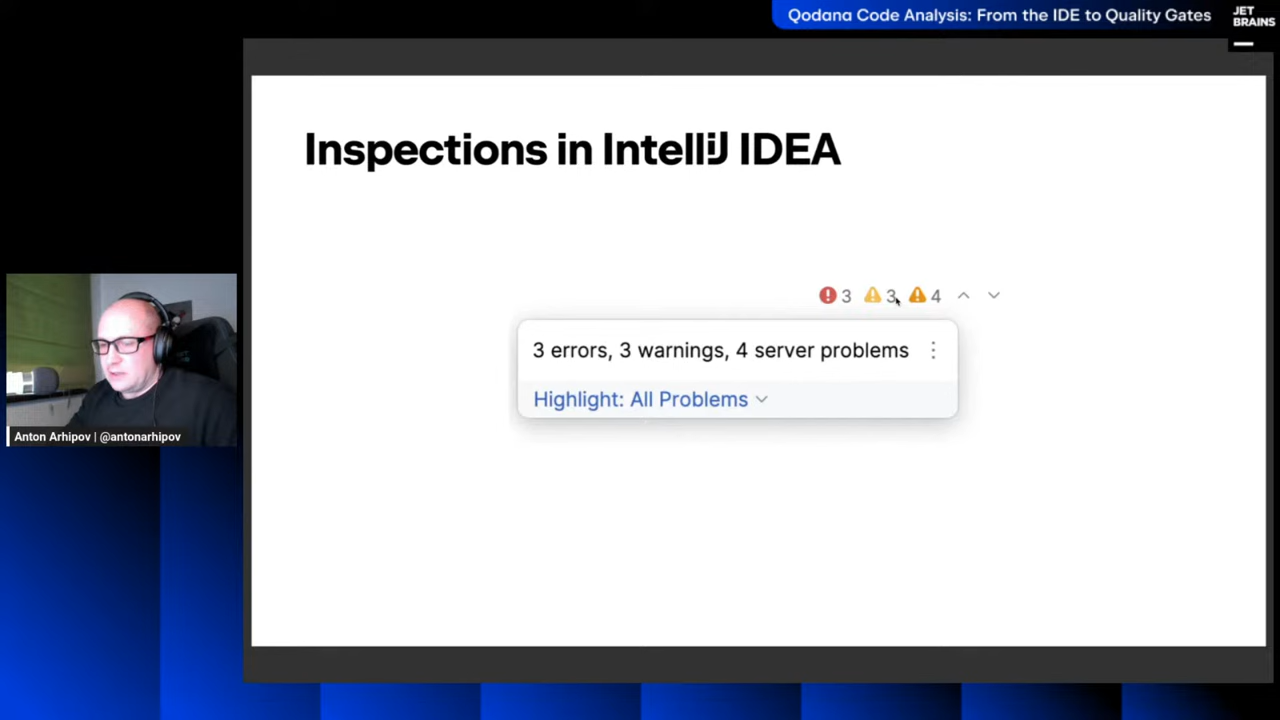 Qodana Code Analysis: From the IDE to Quality Gates
JET
BRAINS
Inspections in IntelliJ IDEA
3 3 4
3 errors, 3 warnings, 4 server problems
Highlight: All Problems
Anton Arhipov | @antonarhipov